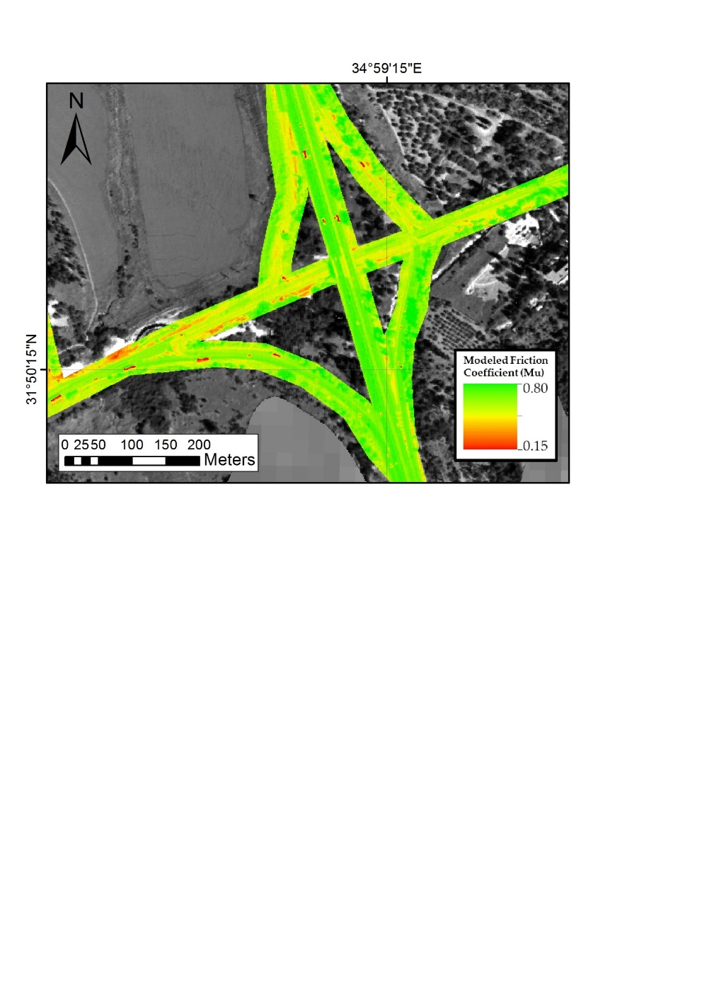 34°59'15"E
N
31°50'15"N
Modeled Friction
Coefficient (Mu)
0.80
0.15
0 25 50 100 150 200
Meters